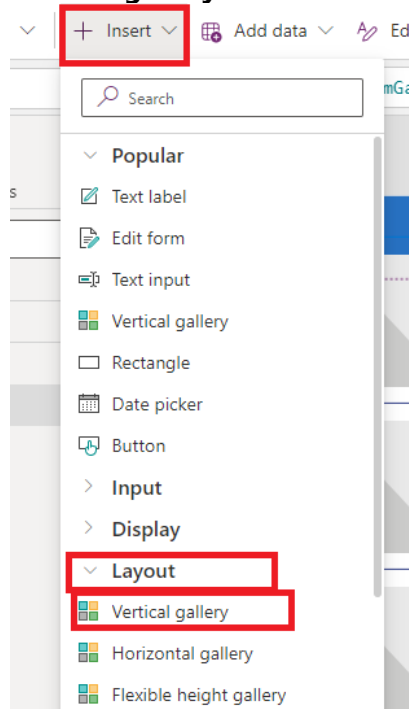 + Insert Add data Ed
Search
mGa
Popular
s
Text label
Edit form
Text input
Vertical gallery
Rectangle
Date picker
Button
Input
Display
Layout
Vertical gallery
Horizontal gallery
Flexible height gallery